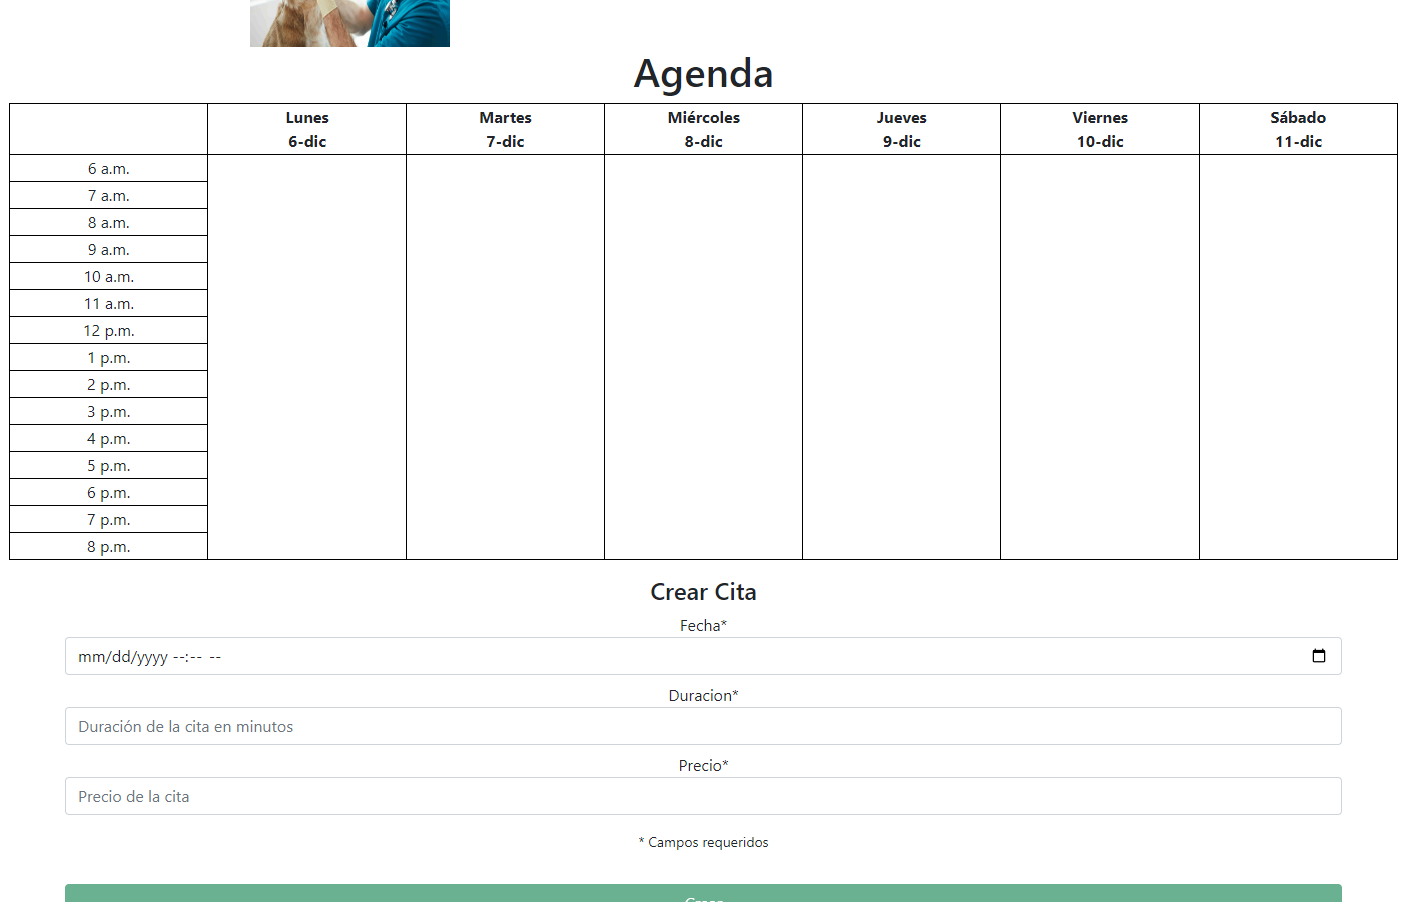 Agenda
Lunes Martes Miércoles Jueves Viernes Sábado
6-dic 7-dic 8-dic 9-dic 10-dic 11-dic
6 a.m.
7 a.m.
8 a.m.
9 a.m.
10 a.m.
11 a.m.
12 p.m.
1 p.m.
2 p.m.
3 p.m.
4 p.m.
5 p.m.
6 p.m.
7 p.m.
8 p.m.
Crear Cita
Fecha*
mm/dd/yyyy --:-- --
Duracion*
Duración de la cita en minutos
Precio*
Precio de la cita
* Campos requeridos
Crear